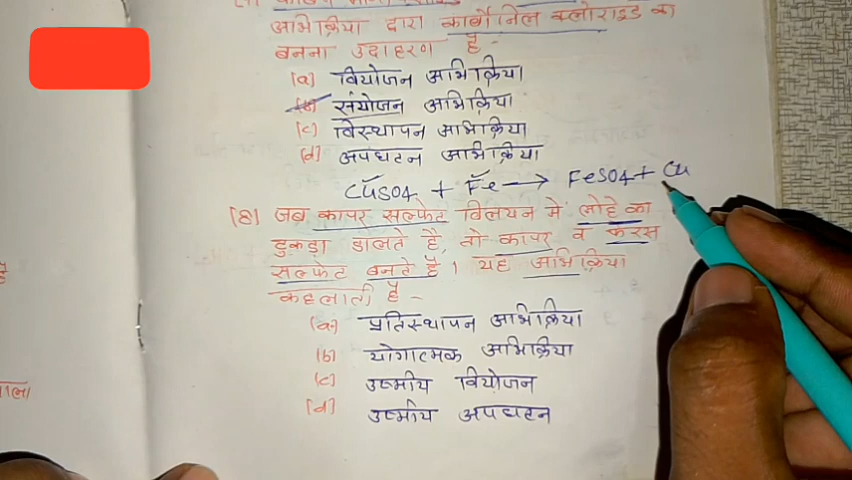 अभिक्रिया द्वारा कार्बोनिल क्लोराइड का
बनना उदाहरण है -
(a) वियोजन अभिक्रिया
(b) संयोजन अभिक्रिया
(c) विस्थापन अभिक्रिया
(d) अपघटन अभिक्रिया
CuSO4 + Fe → FeSO4 + Cu
(8) जब कापर सल्फेट विलयन में लोहे का
टुकड़ा डालते है, तो कापर व फेरस
सल्फेट बनते है। यह अभिक्रिया
कहलाती है -
(a) प्रतिस्थापन अभिक्रिया
(b) योगात्मक अभिक्रिया
(c) उष्मीय वियोजन
(d) उष्मीय अपघटन